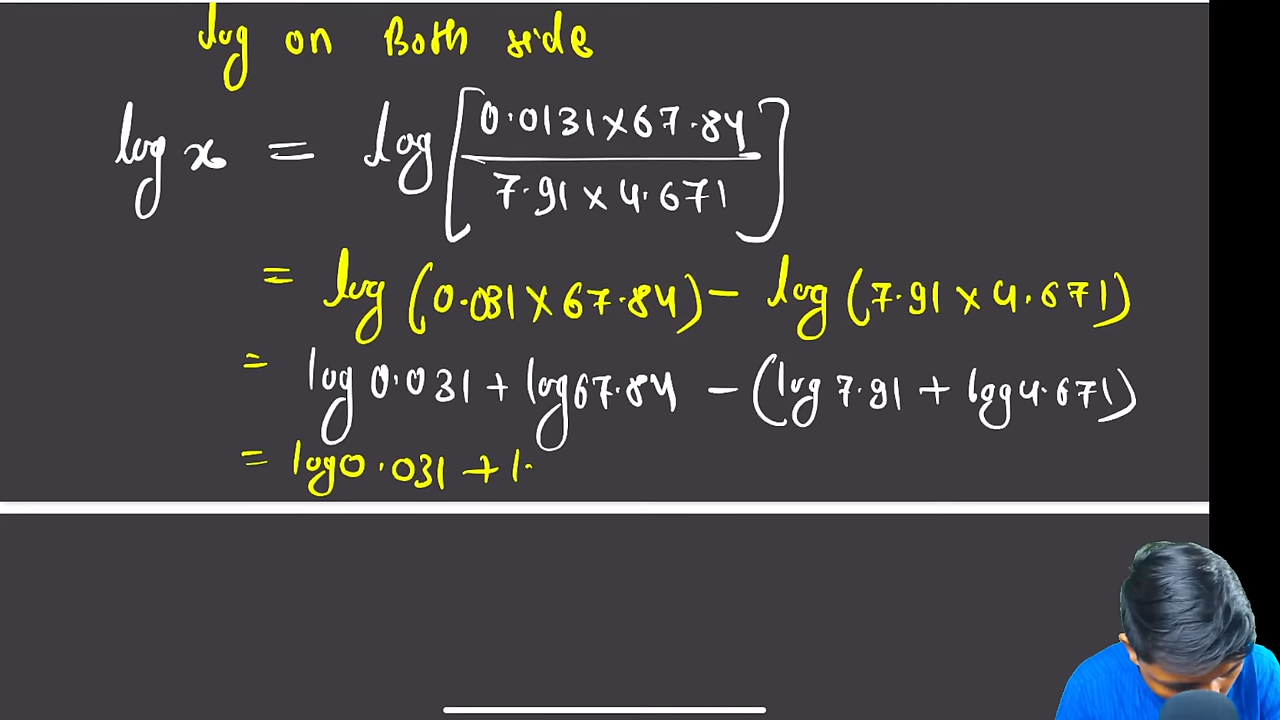 log on Both side
log x = log [ 0.0131 x 67.84 / 7.91 x 4.671 ]
= log (0.031 x 67.84) - log (7.91 x 4.671)
= log 0.031 + log 67.84 - (log 7.91 + log 4.671)
= log 0.031 + 1.